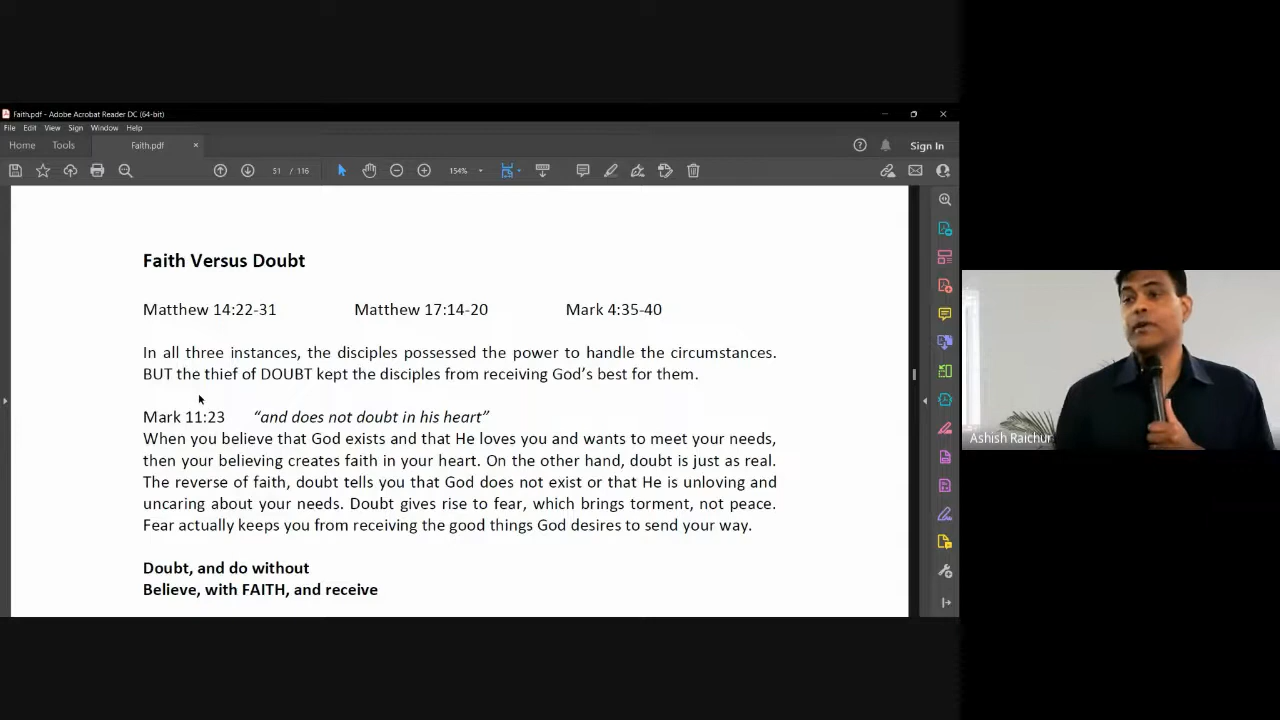 Faith.pdf - Adobe Acrobat Reader DC (64-bit)
File Edit View Sign Window Help
Home Tools Faith.pdf × Sign In
51 / 116 154%
Faith Versus Doubt
Matthew 14:22-31 Matthew 17:14-20 Mark 4:35-40
In all three instances, the disciples possessed the power to handle the circumstances.
BUT the thief of DOUBT kept the disciples from receiving God’s best for them.
Mark 11:23 “and does not doubt in his heart”
When you believe that God exists and that He loves you and wants to meet your needs,
then your believing creates faith in your heart. On the other hand, doubt is just as real.
The reverse of faith, doubt tells you that God does not exist or that He is unloving and
uncaring about your needs. Doubt gives rise to fear, which brings torment, not peace.
Fear actually keeps you from receiving the good things God desires to send your way.
Doubt, and do without
Believe, with FAITH, and receive
Ashish Raichur